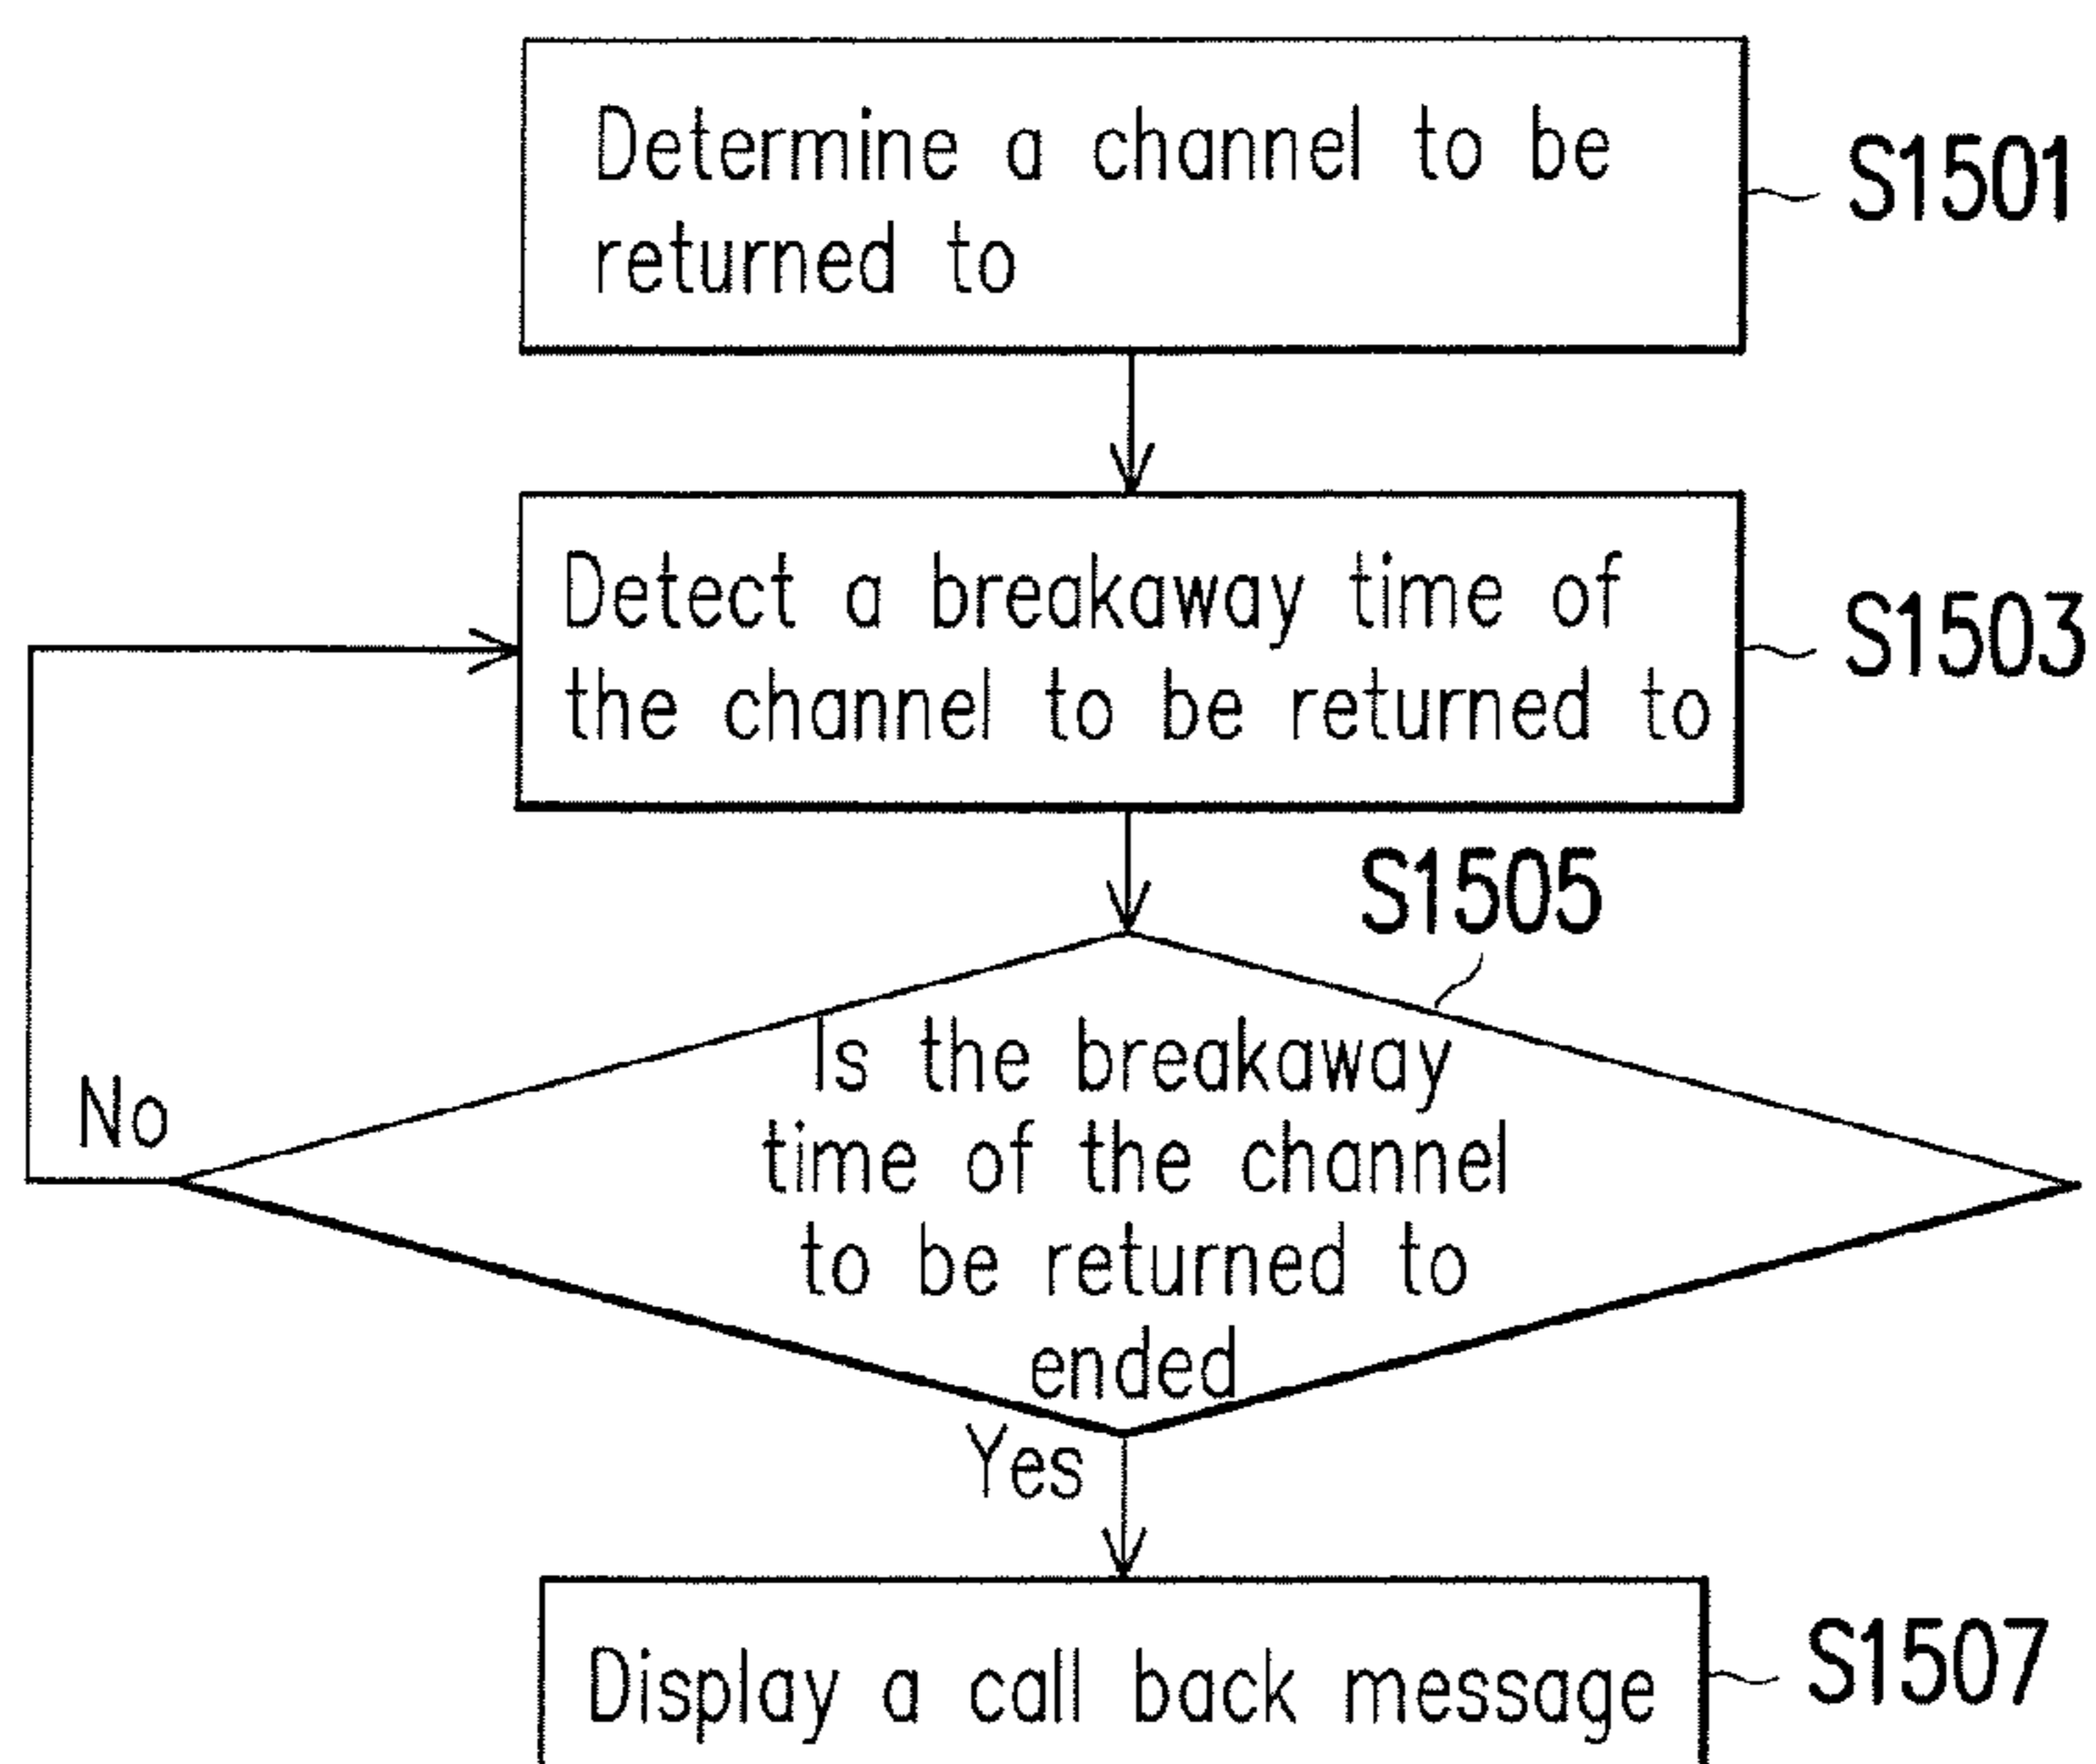 Determine a channel to be
returned to
S1501
Detect a breakaway time of
the channel to be returned to
S1503
S1505
Is the breakaway
time of the channel
to be returned to
ended
No
Yes
Display a call back message
S1507